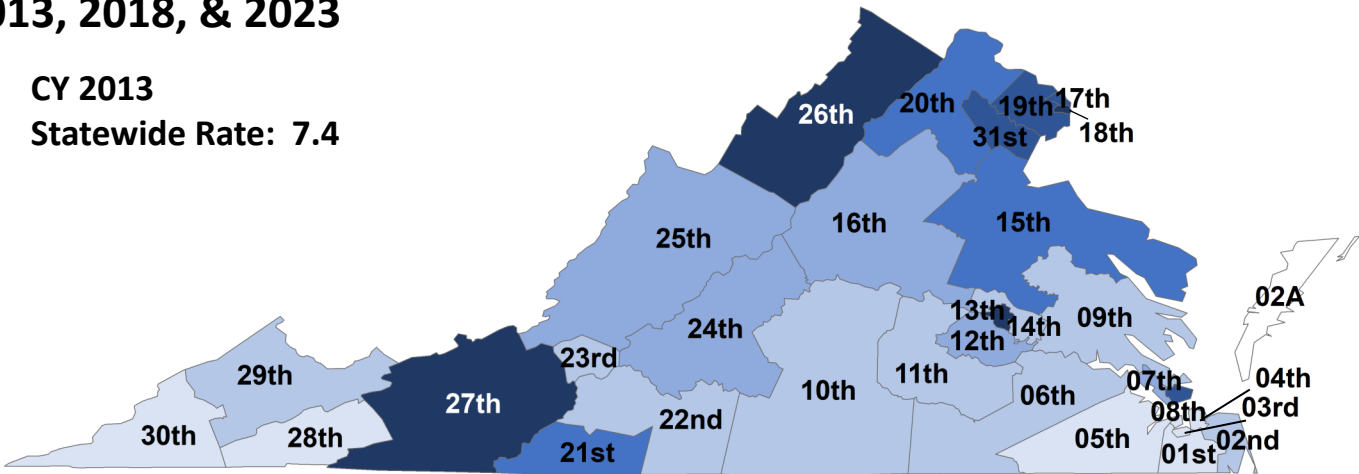 013, 2018, & 2023
CY 2013
Statewide Rate: 7.4
26th
20th
19th
17th
18th
31st
25th
16th
15th
02A
24th
13th
14th
09th
12th
23rd
29th
27th
10th
11th
06th
07th
04th
03rd
08th
02nd
30th
28th
22nd
21st
05th
01st